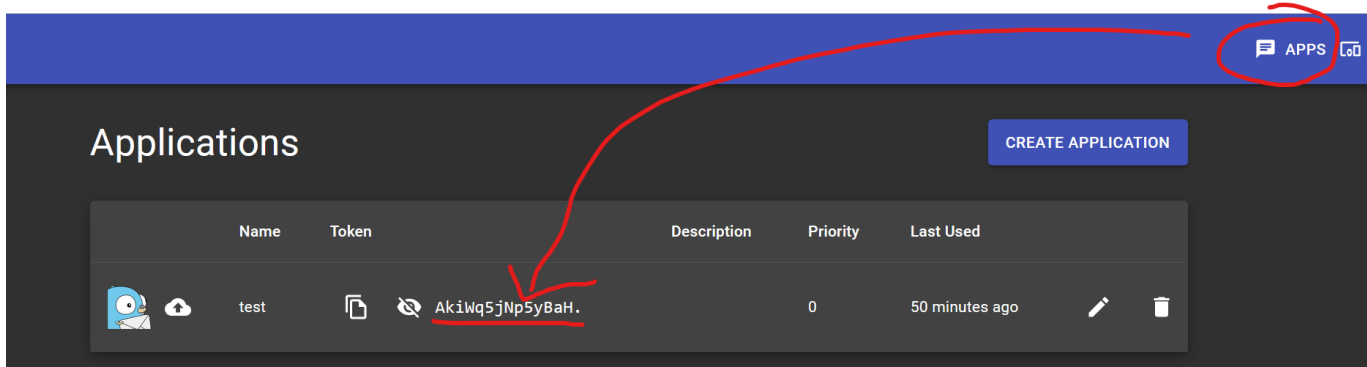 APPS
Applications
CREATE APPLICATION
Name Token Description Priority Last Used
test AkiWq5jNp5yBaH. 0 50 minutes ago